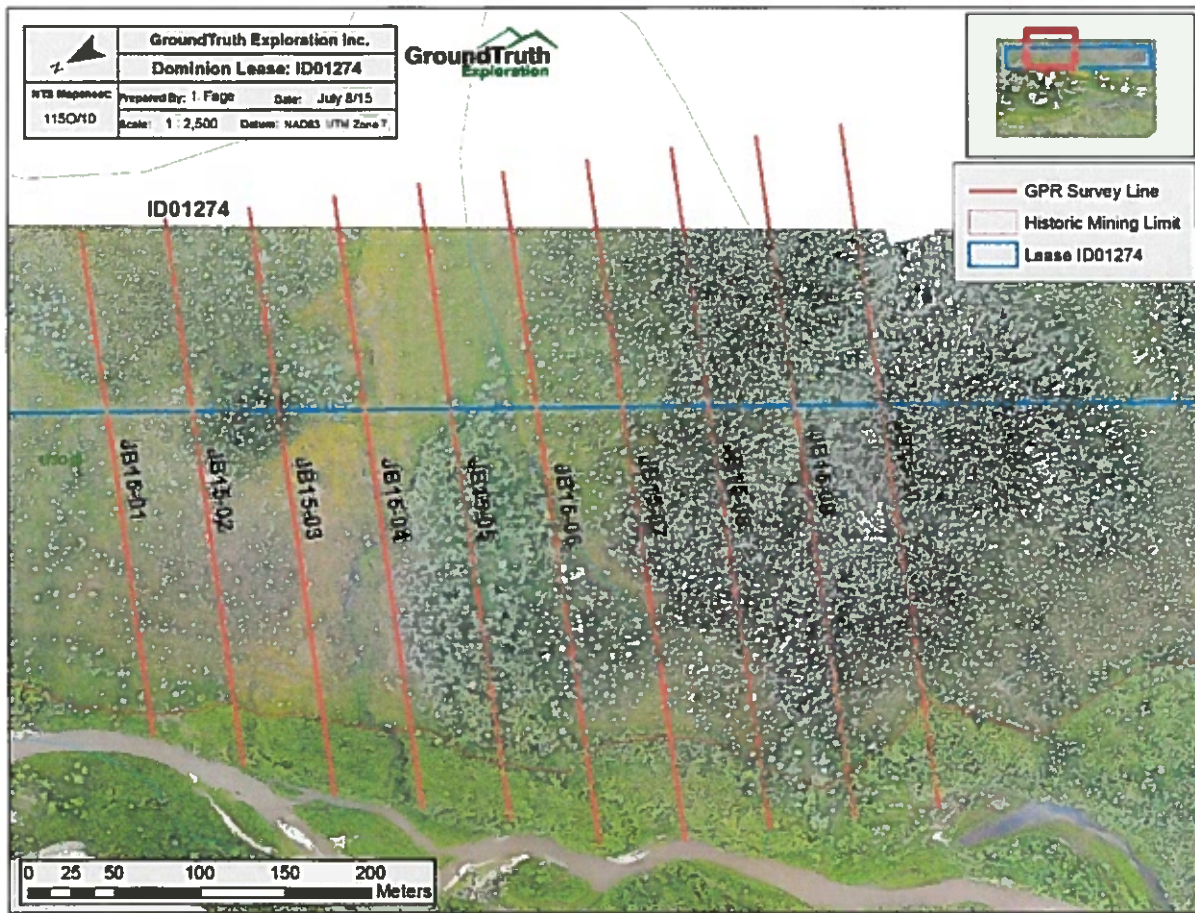 GroundTruth Exploration Inc.
Dominion Lease: ID01274
N
NTS Mapsheet:
115O/10
Prepared By: I. Fage Date: July 8/15
Scale: 1 : 2,500 Datum: NAD83 UTM Zone 7
GroundTruth
Exploration
GPR Survey Line
Historic Mining Limit
Lease ID01274
ID01274
JB15-01
JB15-02
JB15-03
JB15-04
JB15-05
JB15-06
JB15-07
0 25 50 100 150 200
Meters